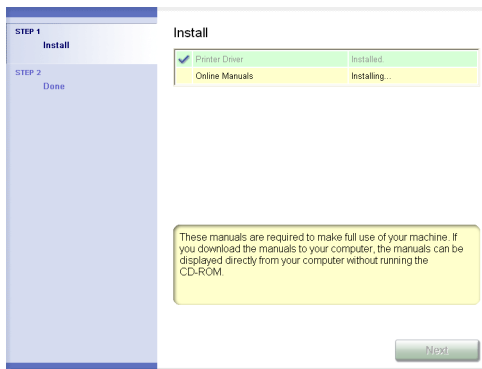 STEP 1
Install
STEP 2
Done
Install
Printer Driver Installed.
Online Manuals Installing...
These manuals are required to make full use of your machine. If
you download the manuals to your computer, the manuals can be
displayed directly from your computer without running the
CD-ROM.
Next